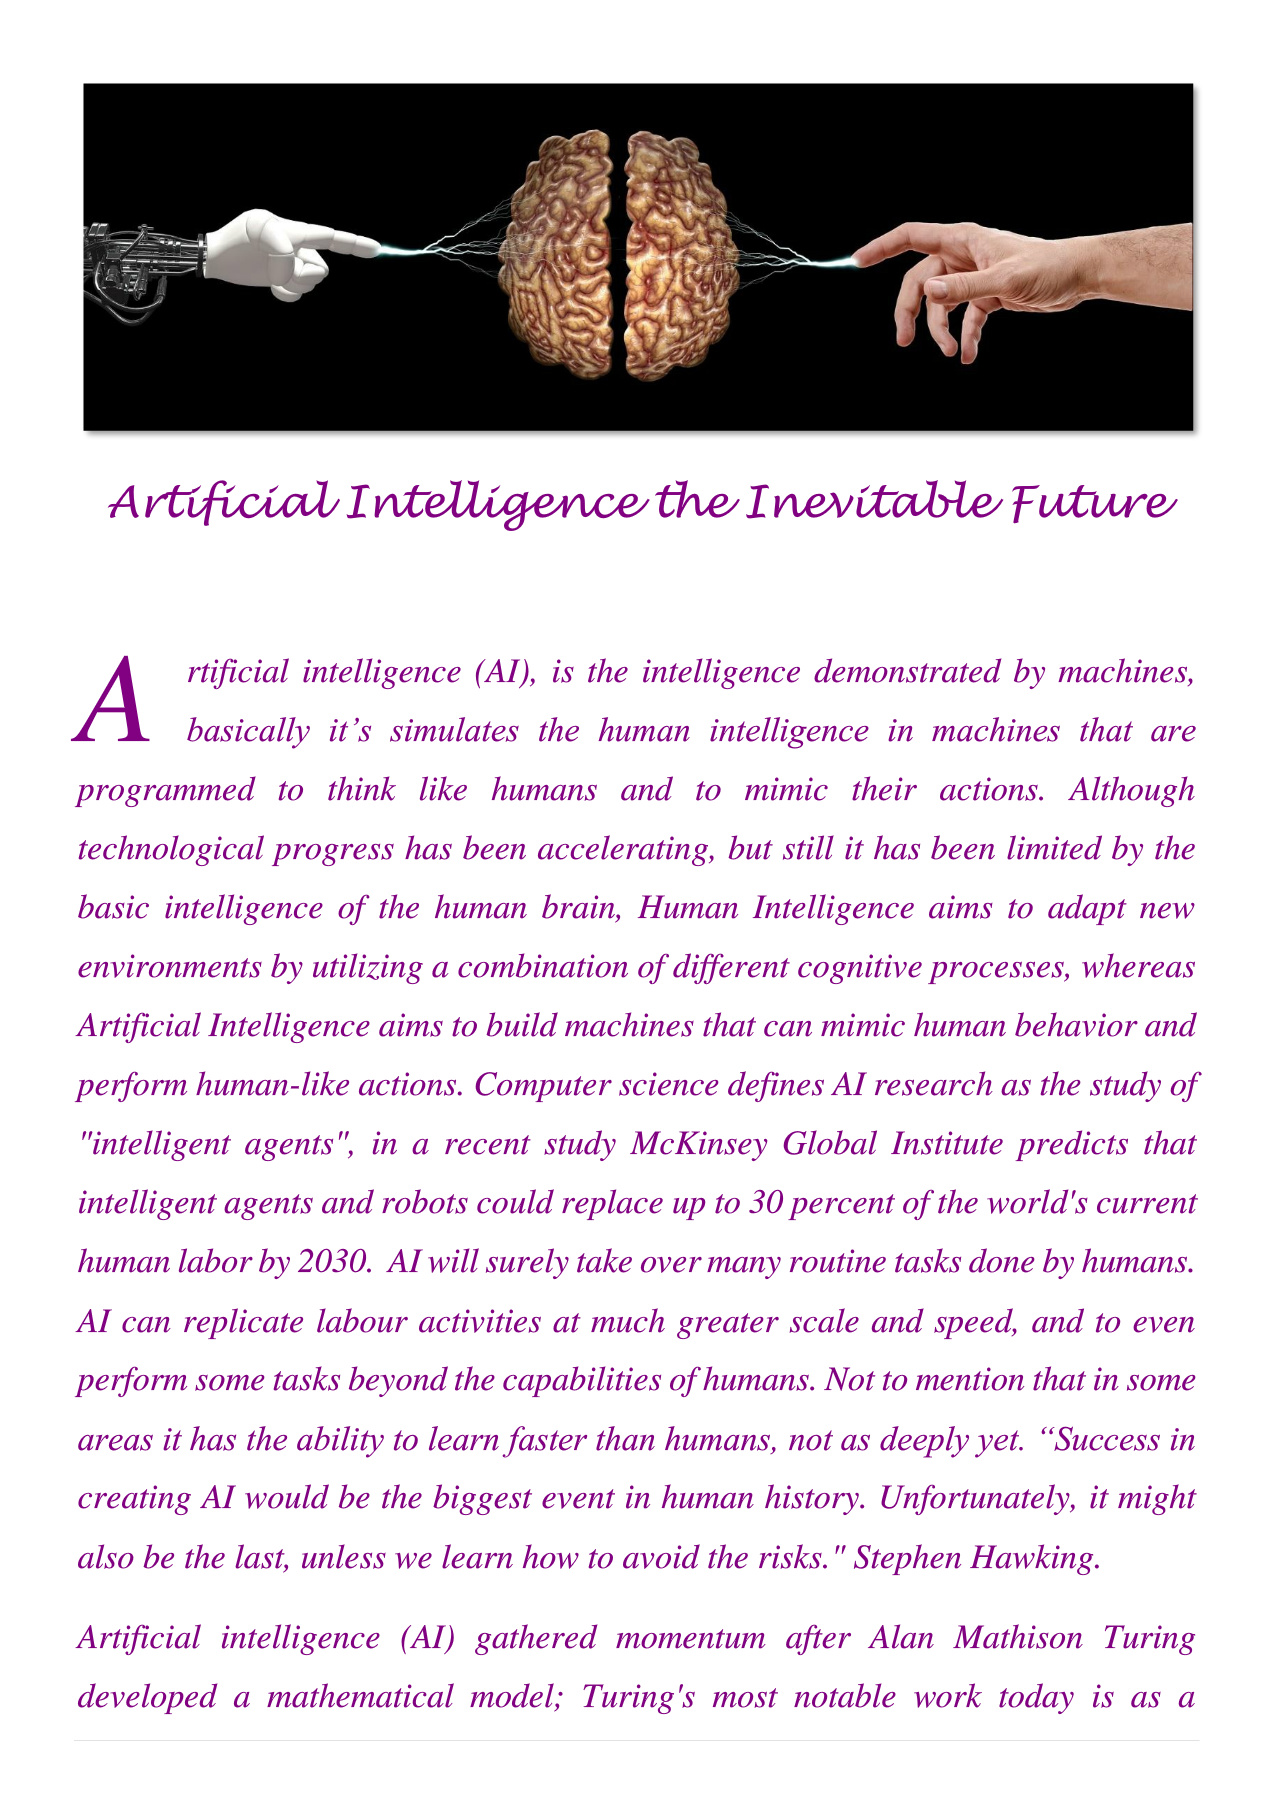 Artificial Intelligence the Inevitable Future
Artificial intelligence (AI), is the intelligence demonstrated by machines,
basically it’s simulates the human intelligence in machines that are
programmed to think like humans and to mimic their actions. Although
technological progress has been accelerating, but still it has been limited by the
basic intelligence of the human brain, Human Intelligence aims to adapt new
environments by utilizing a combination of different cognitive processes, whereas
Artificial Intelligence aims to build machines that can mimic human behavior and
perform human-like actions. Computer science defines AI research as the study of
"intelligent agents", in a recent study McKinsey Global Institute predicts that
intelligent agents and robots could replace up to 30 percent of the world's current
human labor by 2030. AI will surely take over many routine tasks done by humans.
AI can replicate labour activities at much greater scale and speed, and to even
perform some tasks beyond the capabilities of humans. Not to mention that in some
areas it has the ability to learn faster than humans, not as deeply yet. “Success in
creating AI would be the biggest event in human history. Unfortunately, it might
also be the last, unless we learn how to avoid the risks." Stephen Hawking.
Artificial intelligence (AI) gathered momentum after Alan Mathison Turing
developed a mathematical model; Turing's most notable work today is as a